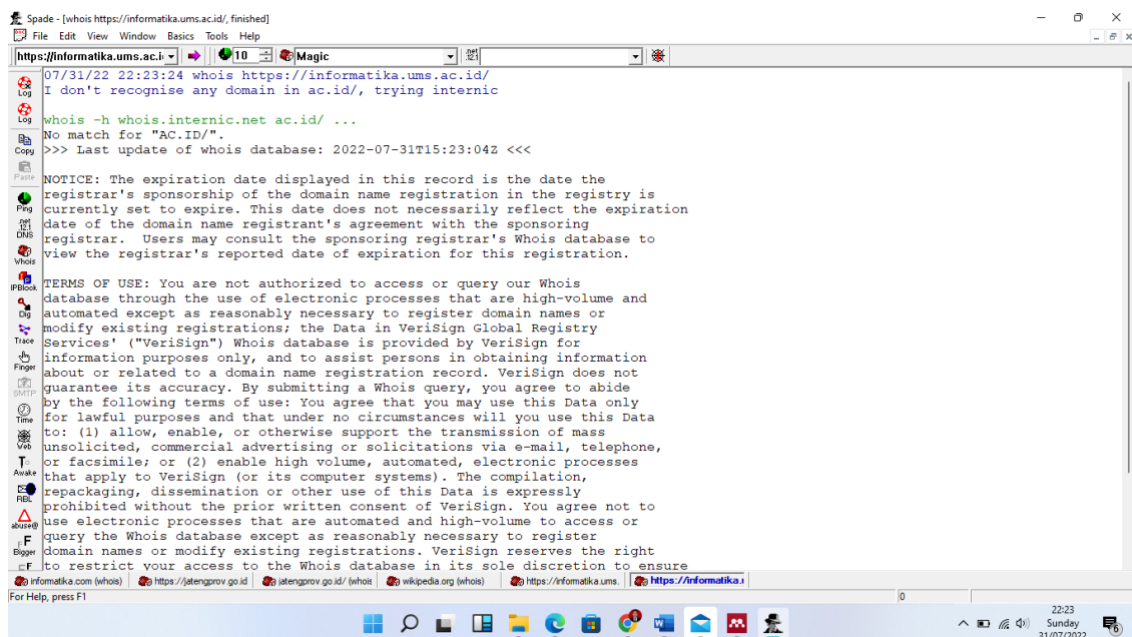 Spade - [whois https://informatika.ums.ac.id/, finished]
File Edit View Window Basics Tools Help
https://informatika.ums.ac.i 10 Magic
07/31/22 22:23:24 whois https://informatika.ums.ac.id/
I don't recognise any domain in ac.id/, trying internic
whois -h whois.internic.net ac.id/ ...
No match for "AC.ID/".
>>> Last update of whois database: 2022-07-31T15:23:04Z <<<
NOTICE: The expiration date displayed in this record is the date the
registrar's sponsorship of the domain name registration in the registry is
currently set to expire. This date does not necessarily reflect the expiration
date of the domain name registrant's agreement with the sponsoring
registrar. Users may consult the sponsoring registrar's Whois database to
view the registrar's reported date of expiration for this registration.
TERMS OF USE: You are not authorized to access or query our Whois
database through the use of electronic processes that are high-volume and
automated except as reasonably necessary to register domain names or
modify existing registrations; the Data in VeriSign Global Registry
Services' ("VeriSign") Whois database is provided by VeriSign for
information purposes only, and to assist persons in obtaining information
about or related to a domain name registration record. VeriSign does not
guarantee its accuracy. By submitting a Whois query, you agree to abide
by the following terms of use: You agree that you may use this Data only
for lawful purposes and that under no circumstances will you use this Data
to: (1) allow, enable, or otherwise support the transmission of mass
unsolicited, commercial advertising or solicitations via e-mail, telephone,
or facsimile; or (2) enable high volume, automated, electronic processes
that apply to VeriSign (or its computer systems). The compilation,
repackaging, dissemination or other use of this Data is expressly
prohibited without the prior written consent of VeriSign. You agree not to
use electronic processes that are automated and high-volume to access or
query the Whois database except as reasonably necessary to register
domain names or modify existing registrations. VeriSign reserves the right
to restrict your access to the Whois database in its sole discretion to ensure
Log
Log
Copy
Paste
Ping
DNS
Whois
IPBlock
Dig
Trace
Finger
SMTP
Time
Web
Awake
RBL
abuse@
Bigger
informatika.com (whois) https://jatengprov.go.id jatengprov.go.id/ (whois wikipedia.org (whois) https://informatika.ums. https://informatika.u
For Help, press F1 0
22:23
Sunday
31/07/2022
6